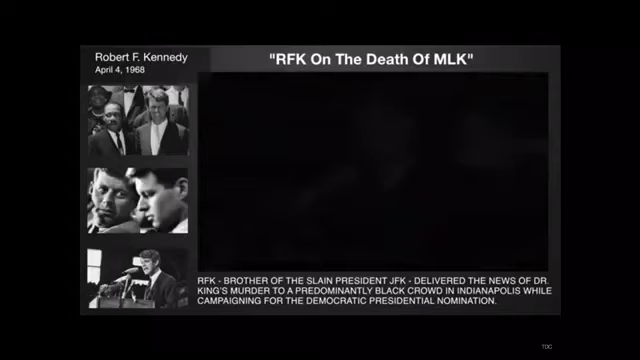 Robert F. Kennedy
April 4, 1968
"RFK On The Death Of MLK"
RFK - BROTHER OF THE SLAIN PRESIDENT JFK - DELIVERED THE NEWS OF DR.
KING'S MURDER TO A PREDOMINANTLY BLACK CROWD IN INDIANAPOLIS WHILE
CAMPAIGNING FOR THE DEMOCRATIC PRESIDENTIAL NOMINATION.
TDC